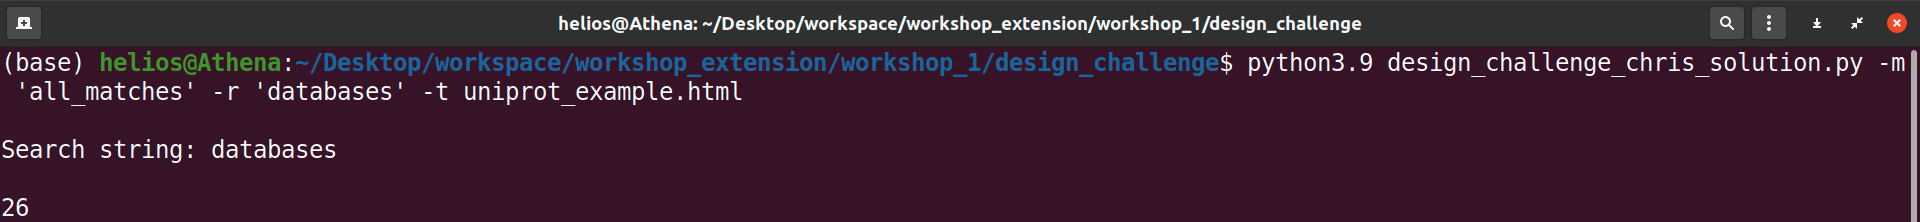 helios@Athena: ~/Desktop/workspace/workshop_extension/workshop_1/design_challenge
(base) helios@Athena:~/Desktop/workspace/workshop_extension/workshop_1/design_challenge$ python3.9 design_challenge_chris_solution.py -m
'all_matches' -r 'databases' -t uniprot_example.html
Search string: databases
26